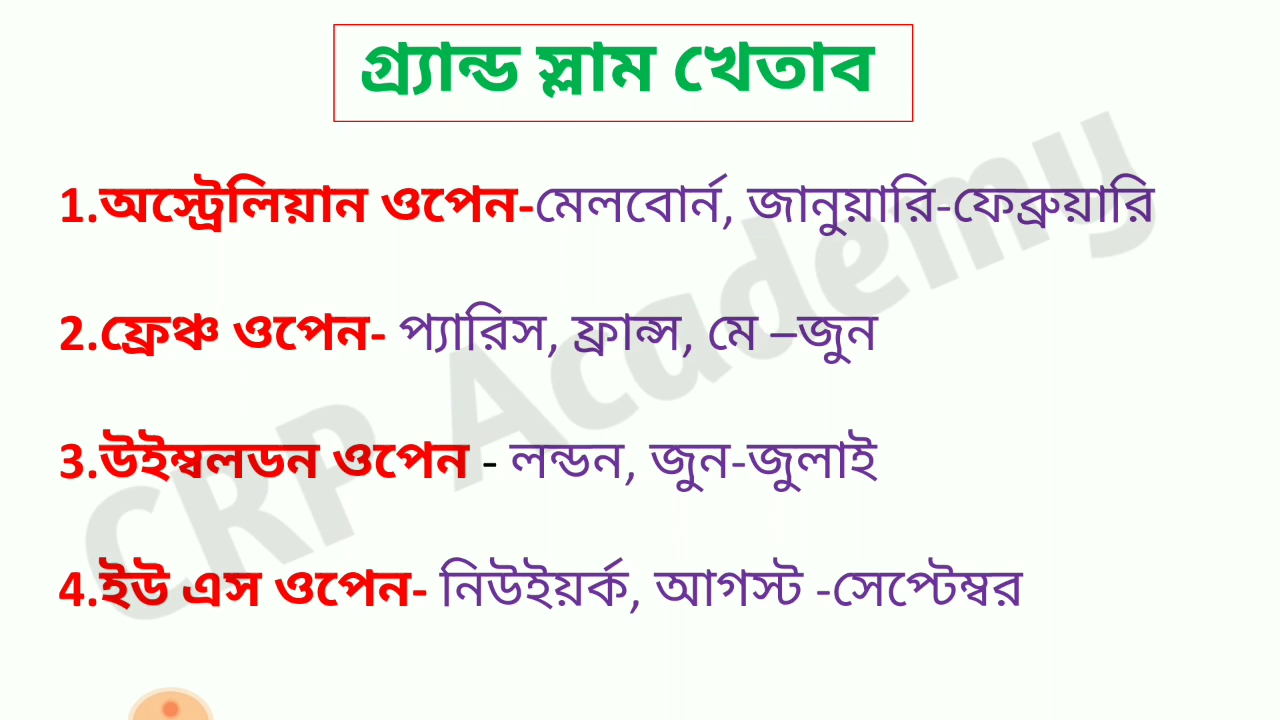 গ্র্যান্ড স্লাম খেতাব
1.অস্ট্রেলিয়ান ওপেন-মেলবোর্ন, জানুয়ারি-ফেব্রুয়ারি
2.ফ্রেঞ্চ ওপেন- প্যারিস, ফ্রান্স, মে –জুন
3.উইম্বলডন ওপেন - লন্ডন, জুন-জুলাই
4.ইউ এস ওপেন- নিউইয়র্ক, আগস্ট -সেপ্টেম্বর
CRP Academy